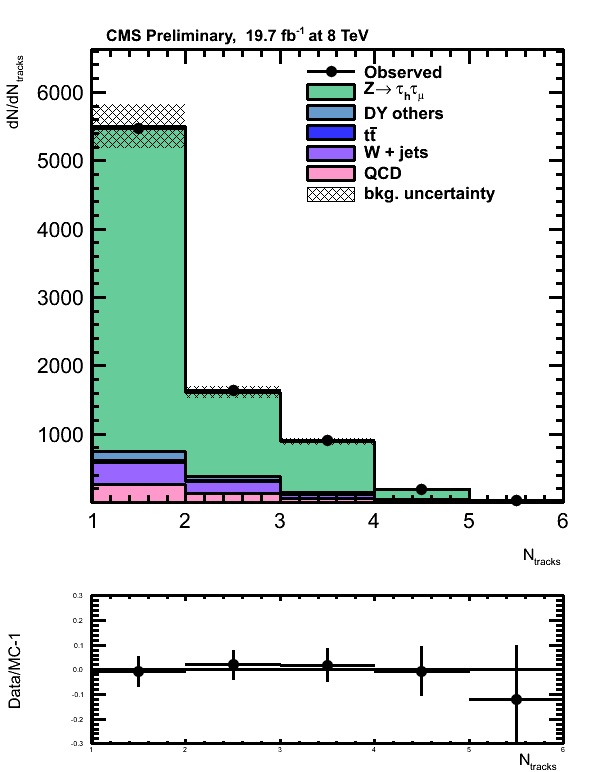 CMS Preliminary, 19.7 fb⁻¹ at 8 TeV
dN/dN_tracks
6000
5000
4000
3000
2000
1000
Observed
Z→ τ_hτ_μ
DY others
tt̄
W + jets
QCD
bkg. uncertainty
1 2 3 4 5 6
N_tracks
Data/MC-1
0.3
0.2
0.1
0.0
-0.1
-0.2
-0.3
1 2 3 4 5 6
N_tracks